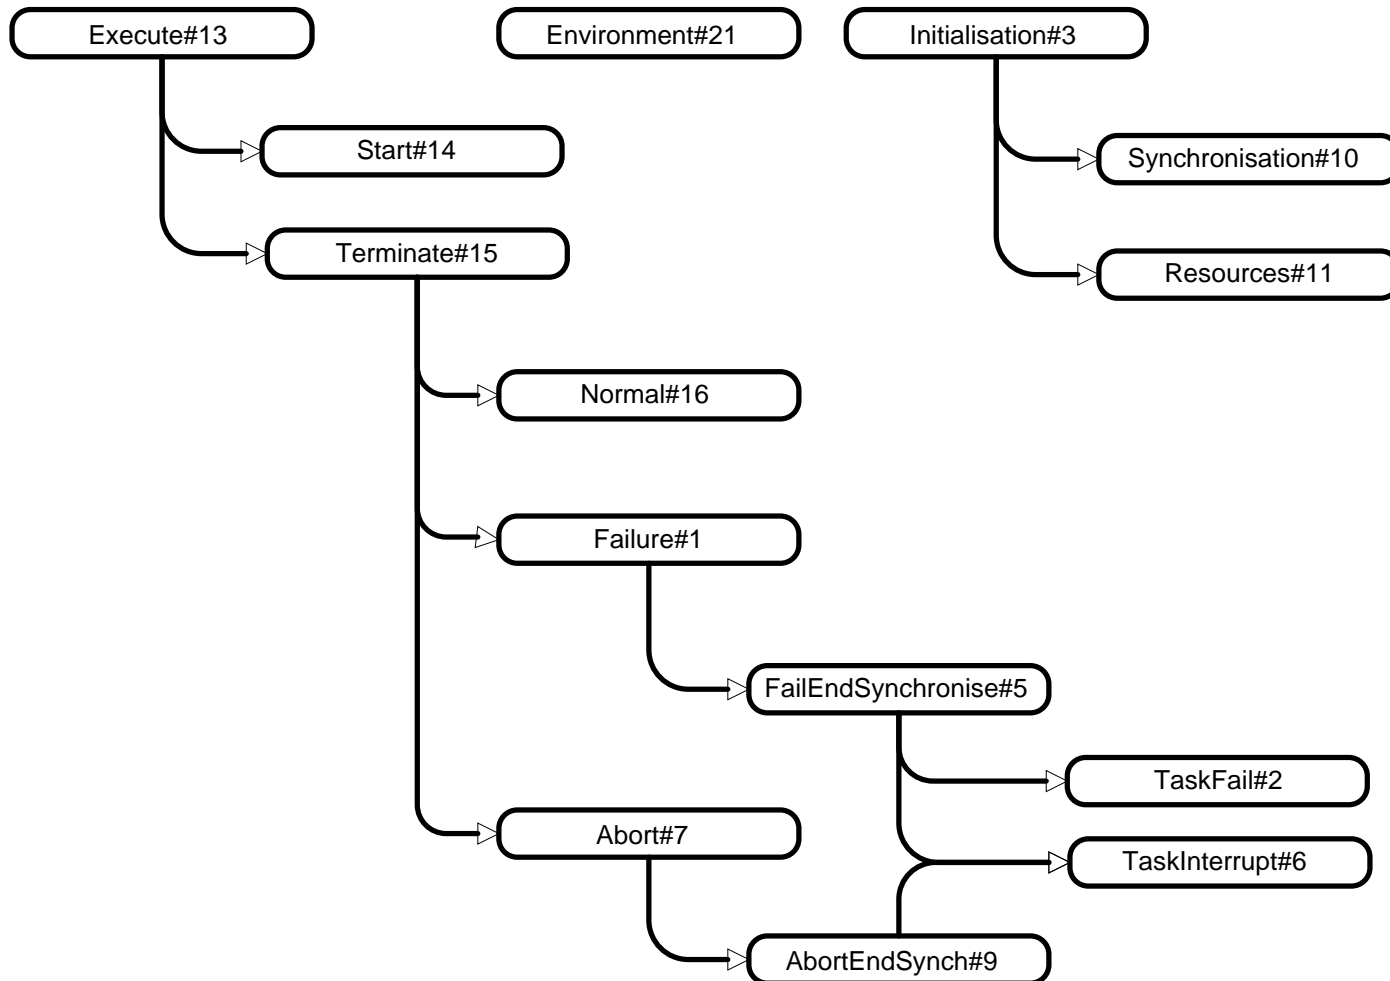 Execute#13
Environment#21
Initialisation#3
Start#14
Synchronisation#10
Terminate#15
Resources#11
Normal#16
Failure#1
FailEndSynchronise#5
TaskFail#2
Abort#7
TaskInterrupt#6
AbortEndSynch#9